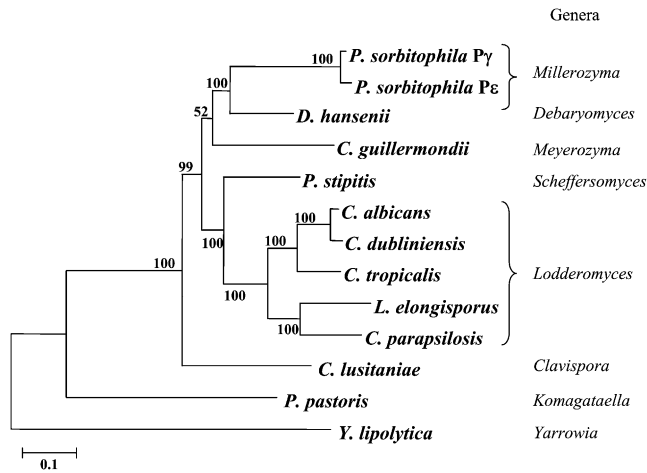 Genera
100 P. sorbitophila Pγ
P. sorbitophila Pε
Millerozyma
100
D. hansenii Debaryomyces
52
C. guillermondii Meyerozyma
99
P. stipitis Scheffersomyces
100 C. albicans
100 C. dubliniensis
100
C. tropicalis Lodderomyces
100
100
L. elongisporus
100 C. parapsilosis
C. lusitaniae Clavispora
P. pastoris Komagataella
Y. lipolytica Yarrowia
0.1